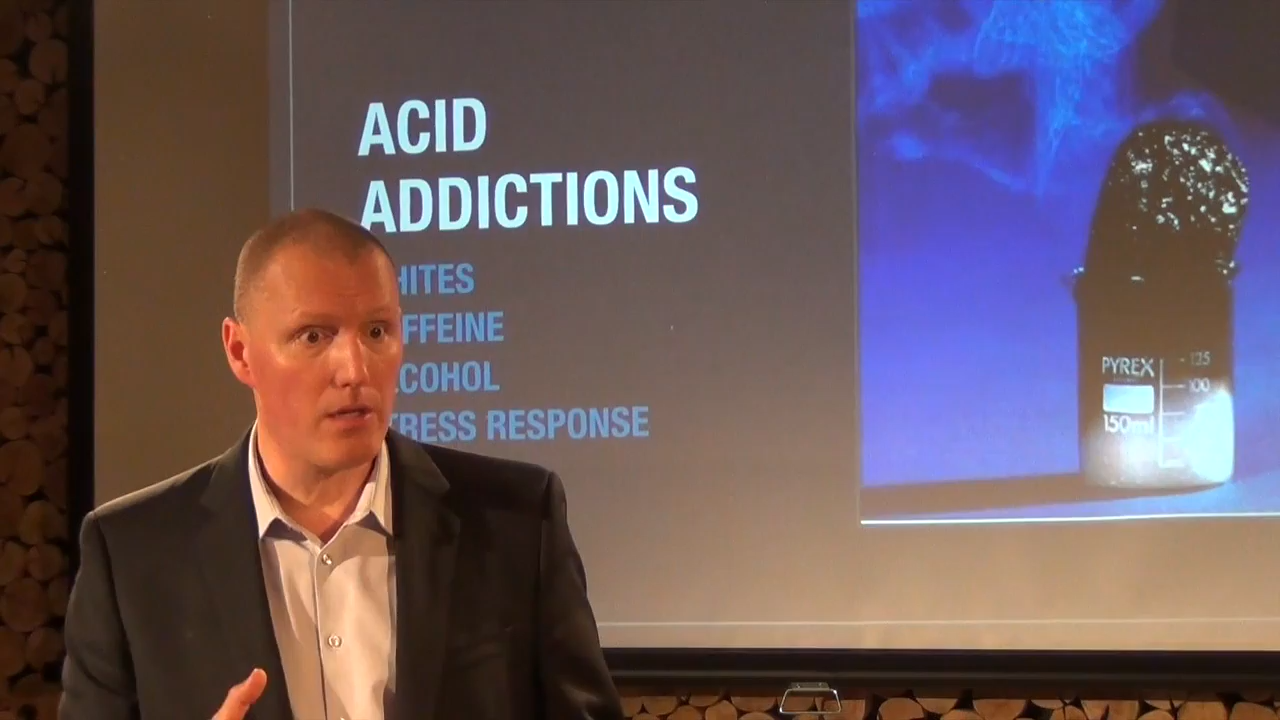 ACID
ADDICTIONS
HITES
FFEINE
COHOL
RESS RESPONSE
PYREX
125
100
150ml